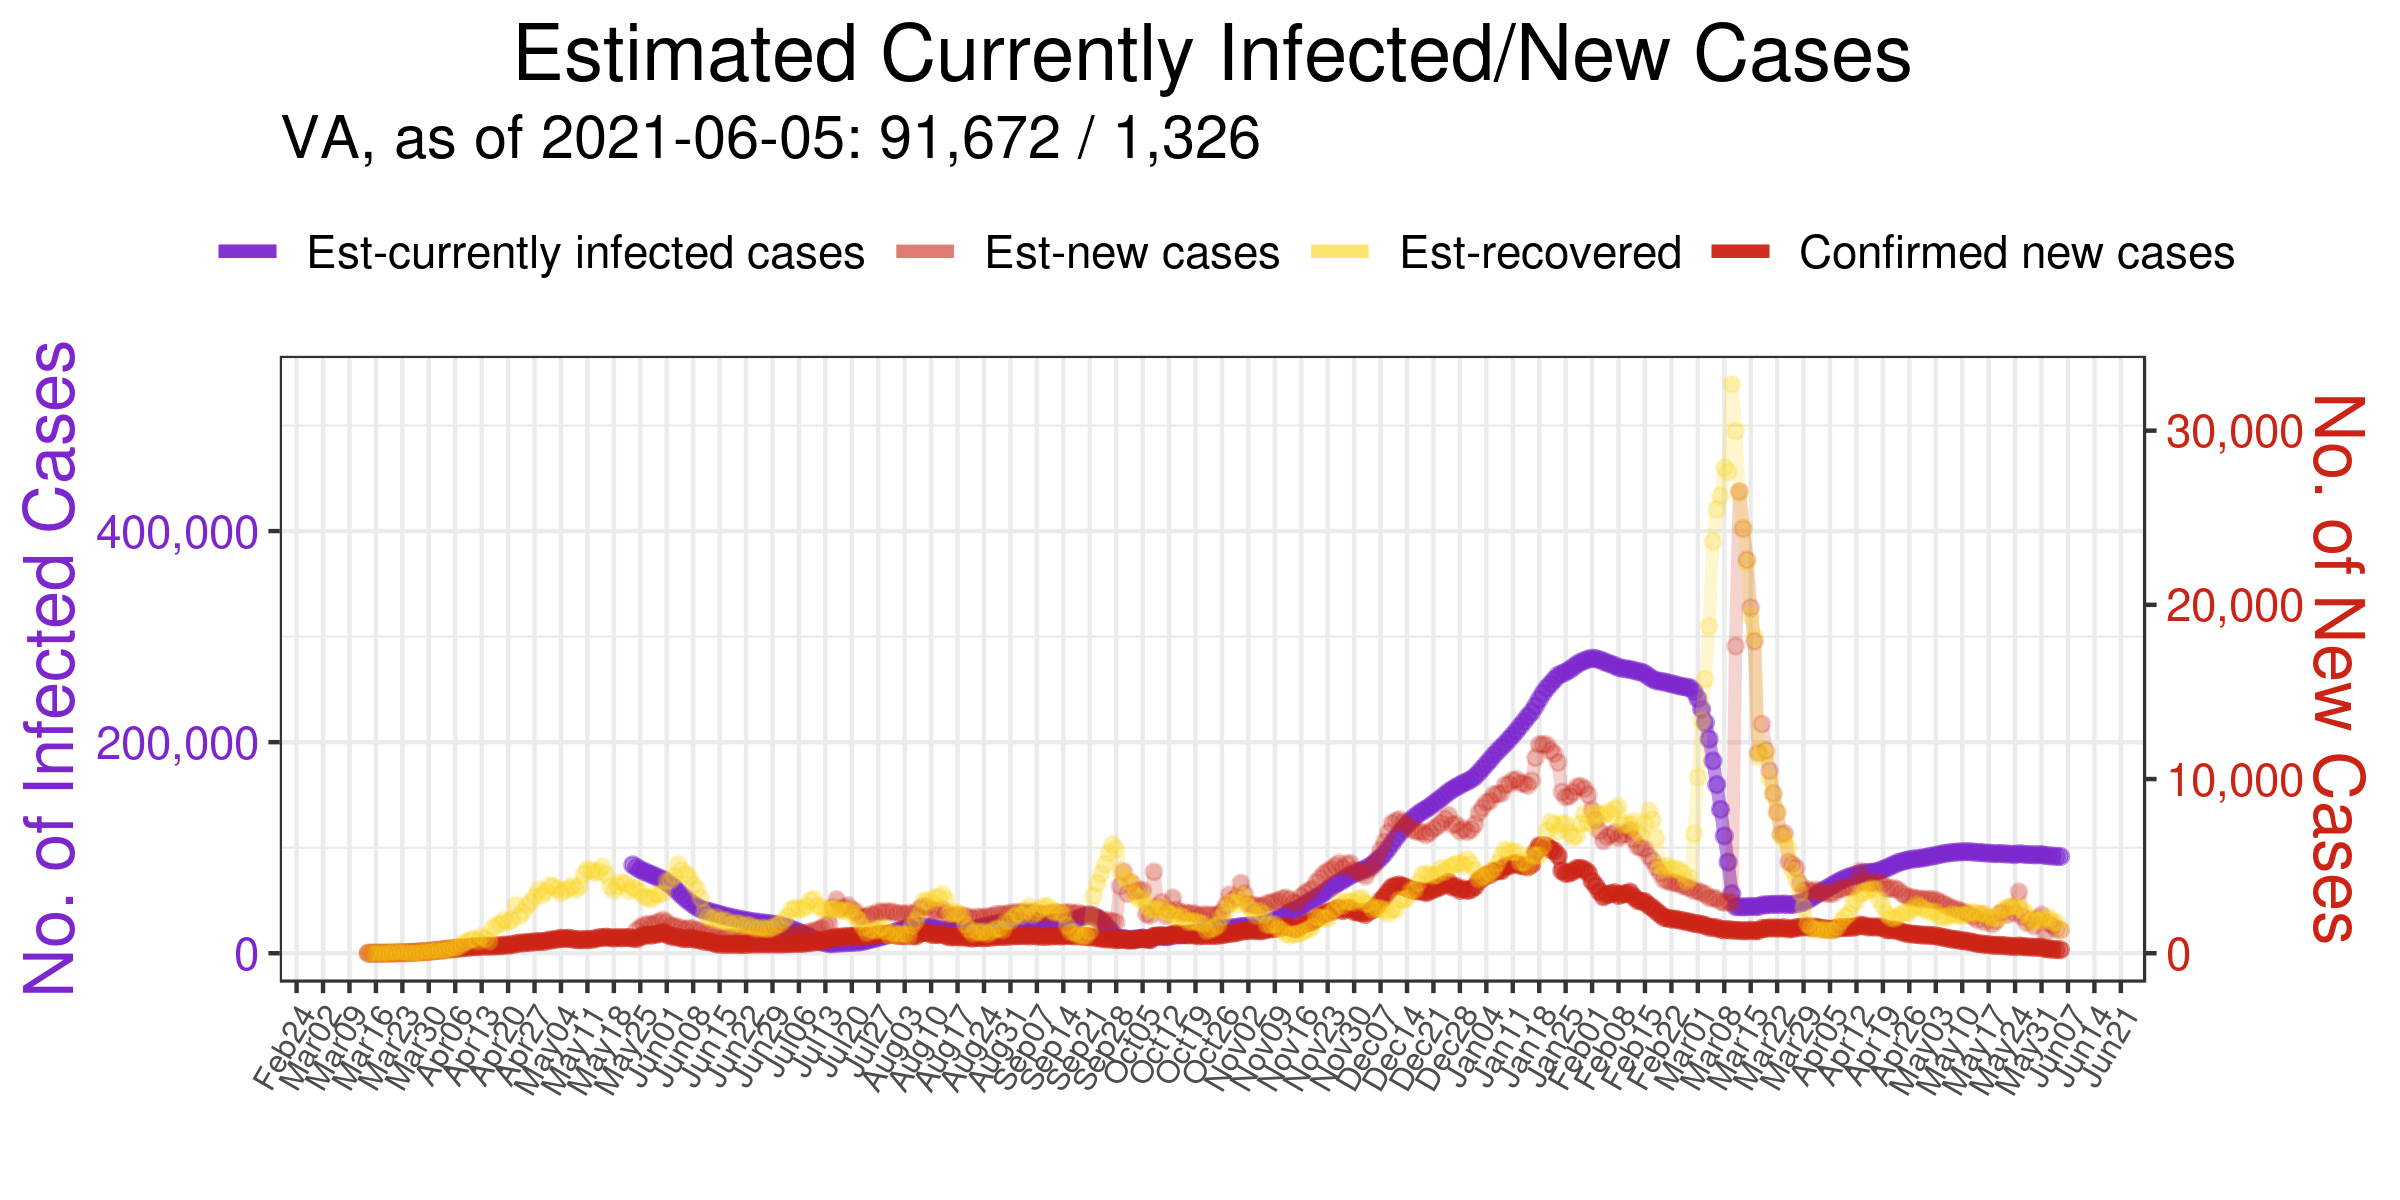 Estimated Currently Infected/New Cases
VA, as of 2021-06-05: 91,672 / 1,326
Est-currently infected cases
Est-new cases
Est-recovered
Confirmed new cases
No. of Infected Cases
400,000
200,000
0
30,000
20,000
10,000
0
No. of New Cases
Feb24
Mar02
Mar09
Mar16
Mar23
Mar30
Apr06
Apr13
Apr20
Apr27
May04
May11
May18
May25
Jun01
Jun08
Jun15
Jun22
Jun29
Jul06
Jul13
Jul20
Jul27
Aug03
Aug10
Aug17
Aug24
Aug31
Sep07
Sep14
Sep21
Sep28
Oct05
Oct12
Oct19
Oct26
Nov02
Nov09
Nov16
Nov23
Nov30
Dec07
Dec14
Dec21
Dec28
Jan04
Jan11
Jan18
Jan25
Feb01
Feb08
Feb15
Feb22
Mar01
Mar08
Mar15
Mar22
Mar29
Apr05
Apr12
Apr19
Apr26
May03
May10
May17
May24
May31
Jun07
Jun14
Jun21